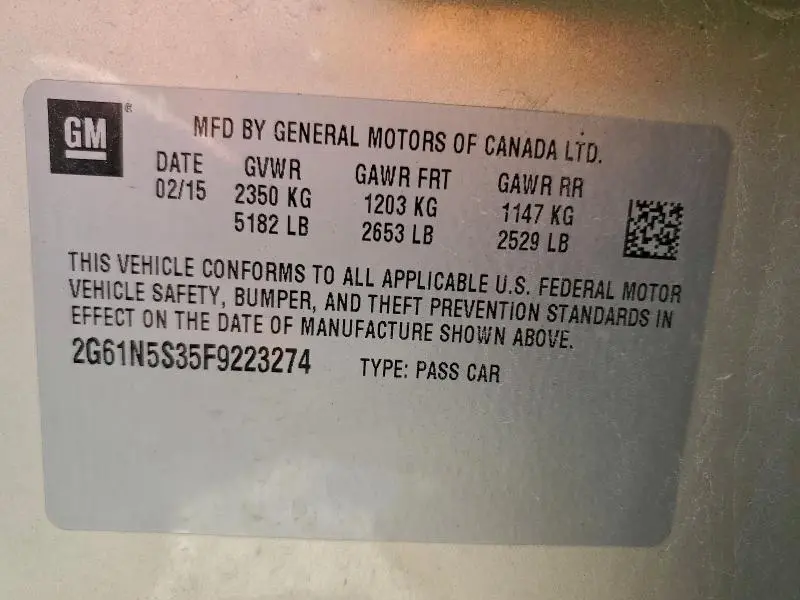 GM®
MFD BY GENERAL MOTORS OF CANADA LTD.
DATE GVWR GAWR FRT GAWR RR
02/15 2350 KG 1203 KG 1147 KG
5182 LB 2653 LB 2529 LB
THIS VEHICLE CONFORMS TO ALL APPLICABLE U.S. FEDERAL MOTOR
VEHICLE SAFETY, BUMPER, AND THEFT PREVENTION STANDARDS IN
EFFECT ON THE DATE OF MANUFACTURE SHOWN ABOVE.
2G61N5S35F9223274 TYPE: PASS CAR